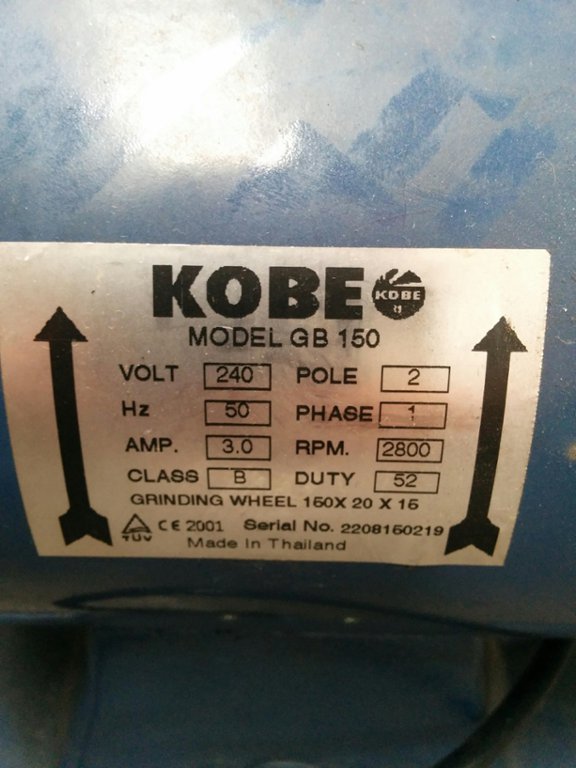 KOBE KOBE
MODEL GB 150
VOLT 240 POLE 2
Hz 50 PHASE 1
AMP. 3.0 RPM. 2800
CLASS B DUTY 52
GRINDING WHEEL 150X 20 X 15
TÜV CE 2001 Serial No. 2208150219
Made In Thailand